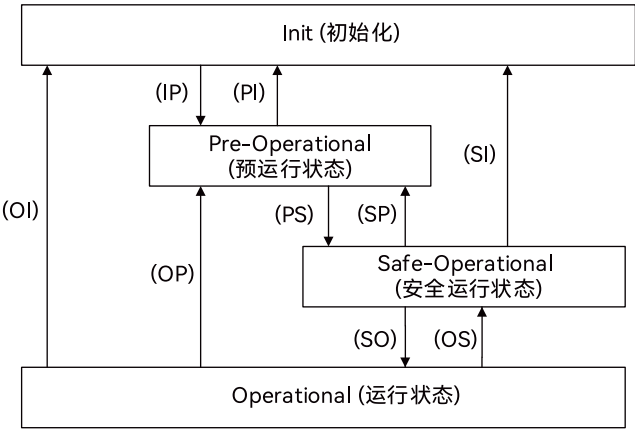 Init (初始化)
(IP)
(PI)
Pre-Operational
(预运行状态)
(SI)
(OI)
(PS)
(SP)
(OP)
Safe-Operational
(安全运行状态)
(SO)
(OS)
Operational (运行状态)